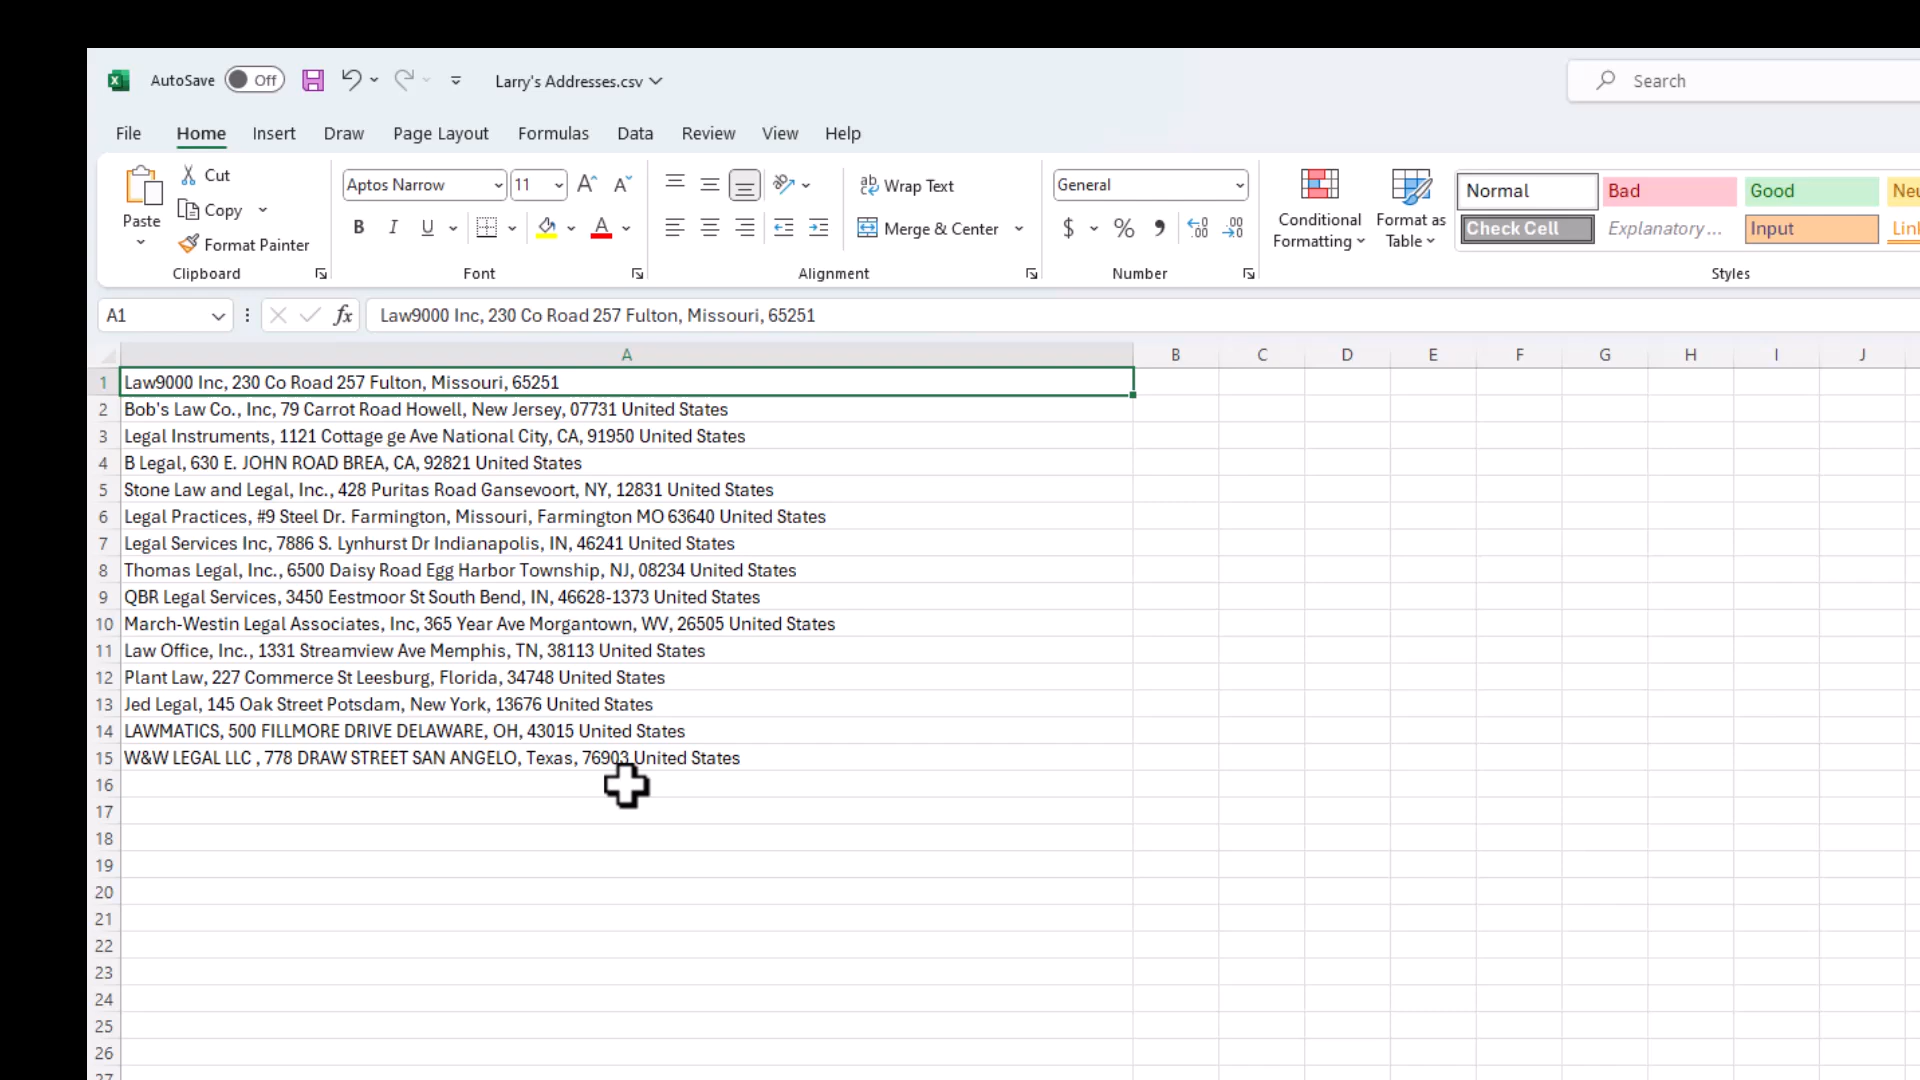 AutoSave Off Larry's Addresses.csv Search
File Home Insert Draw Page Layout Formulas Data Review View Help
Paste Cut Copy Format Painter Clipboard
Aptos Narrow 11 B I U A Font
Wrap Text Merge & Center Alignment
General $ % , Number
Conditional Formatting Format as Table
Normal Bad Good Neu
Check Cell Explanatory ... Input Link
Styles
A1 fx Law9000 Inc, 230 Co Road 257 Fulton, Missouri, 65251
A B C D E F G H I J
1 Law9000 Inc, 230 Co Road 257 Fulton, Missouri, 65251
2 Bob's Law Co., Inc, 79 Carrot Road Howell, New Jersey, 07731 United States
3 Legal Instruments, 1121 Cottage ge Ave National City, CA, 91950 United States
4 B Legal, 630 E. JOHN ROAD BREA, CA, 92821 United States
5 Stone Law and Legal, Inc., 428 Puritas Road Gansevoort, NY, 12831 United States
6 Legal Practices, #9 Steel Dr. Farmington, Missouri, Farmington MO 63640 United States
7 Legal Services Inc, 7886 S. Lynhurst Dr Indianapolis, IN, 46241 United States
8 Thomas Legal, Inc., 6500 Daisy Road Egg Harbor Township, NJ, 08234 United States
9 QBR Legal Services, 3450 Eestmoor St South Bend, IN, 46628-1373 United States
10 March-Westin Legal Associates, Inc, 365 Year Ave Morgantown, WV, 26505 United States
11 Law Office, Inc., 1331 Streamview Ave Memphis, TN, 38113 United States
12 Plant Law, 227 Commerce St Leesburg, Florida, 34748 United States
13 Jed Legal, 145 Oak Street Potsdam, New York, 13676 United States
14 LAWMATICS, 500 FILLMORE DRIVE DELAWARE, OH, 43015 United States
15 W&W LEGAL LLC , 778 DRAW STREET SAN ANGELO, Texas, 76903 United States
16
17
18
19
20
21
22
23
24
25
26
27